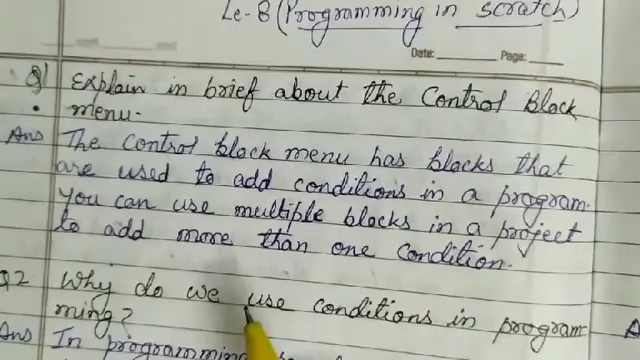 Le-8 (Programming in Scratch)
Date: Page:
Q1 Explain in brief about the Control Block
menu.
Ans The control block menu has blocks that
are used to add conditions in a program.
You can use multiple blocks in a project
to add more than one condition.
Q2 Why do we use conditions in program
ming?
Ans In programming